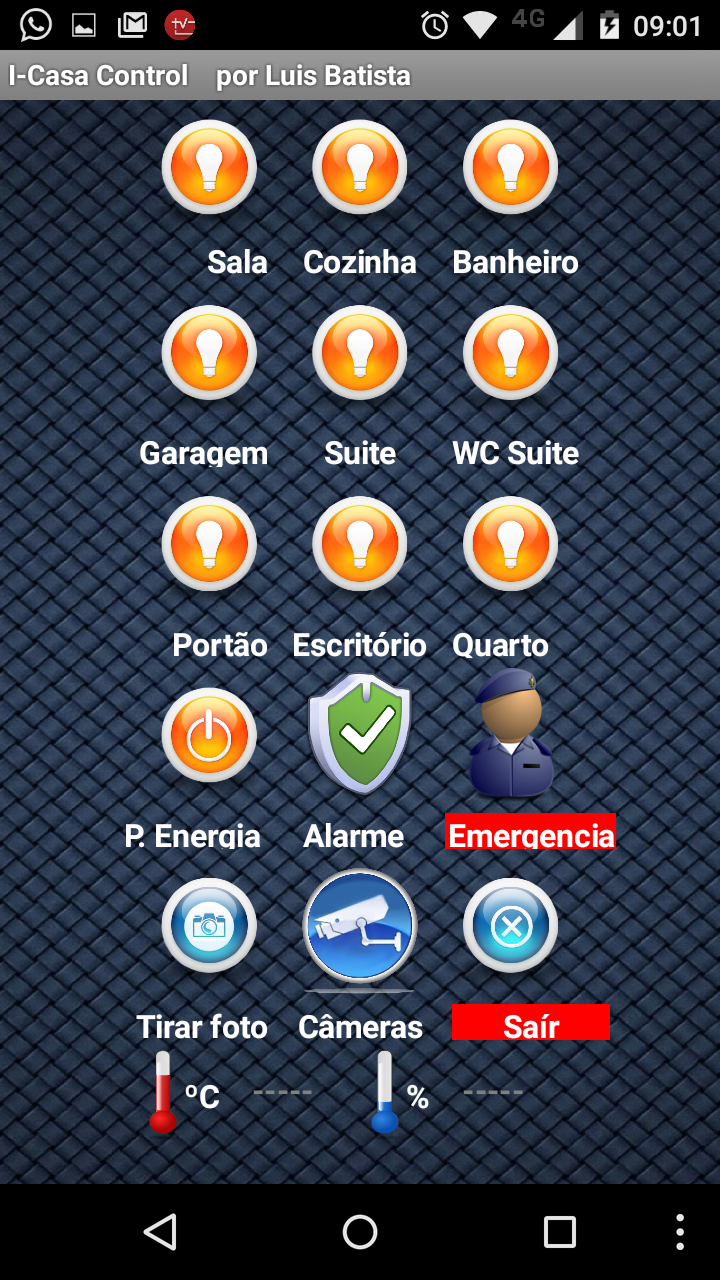 4G 09:01
I-Casa Control por Luis Batista
Sala Cozinha Banheiro
Garagem Suite WC Suite
Portão Escritório Quarto
P. Energia Alarme Emergencia
Tirar foto Câmeras Saír
ºC ----- % -----